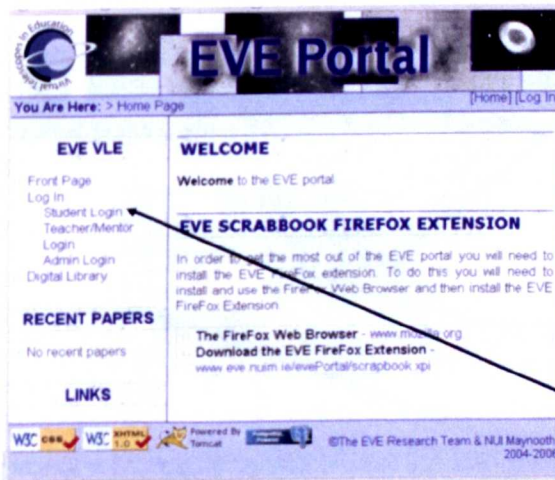 Virtual Telescopes in Education
EVE Portal
You Are Here: > Home Page
[Home] [Log In
EVE VLE
Front Page
Log In
Student Login
Teacher/Mentor
Login
Admin Login
Digital Library
RECENT PAPERS
No recent papers
LINKS
WELCOME
Welcome to the EVE portal
EVE SCRABBOOK FIREFOX EXTENSION
In order to get the most out of the EVE portal you will need to
install the EVE FireFox extension. To do this you will need to
install and use the FireFox Web Browser and then install the EVE
FireFox Extension
The FireFox Web Browser - www.mozilla.org
Download the EVE FireFox Extension -
www.eve.nuim.ie/evePortal/scrapbook.xpi
W3C css
W3C XHTML 1.0
Powered By
Tomcat
©The EVE Research Team & NUI Maynooth
2004-2006